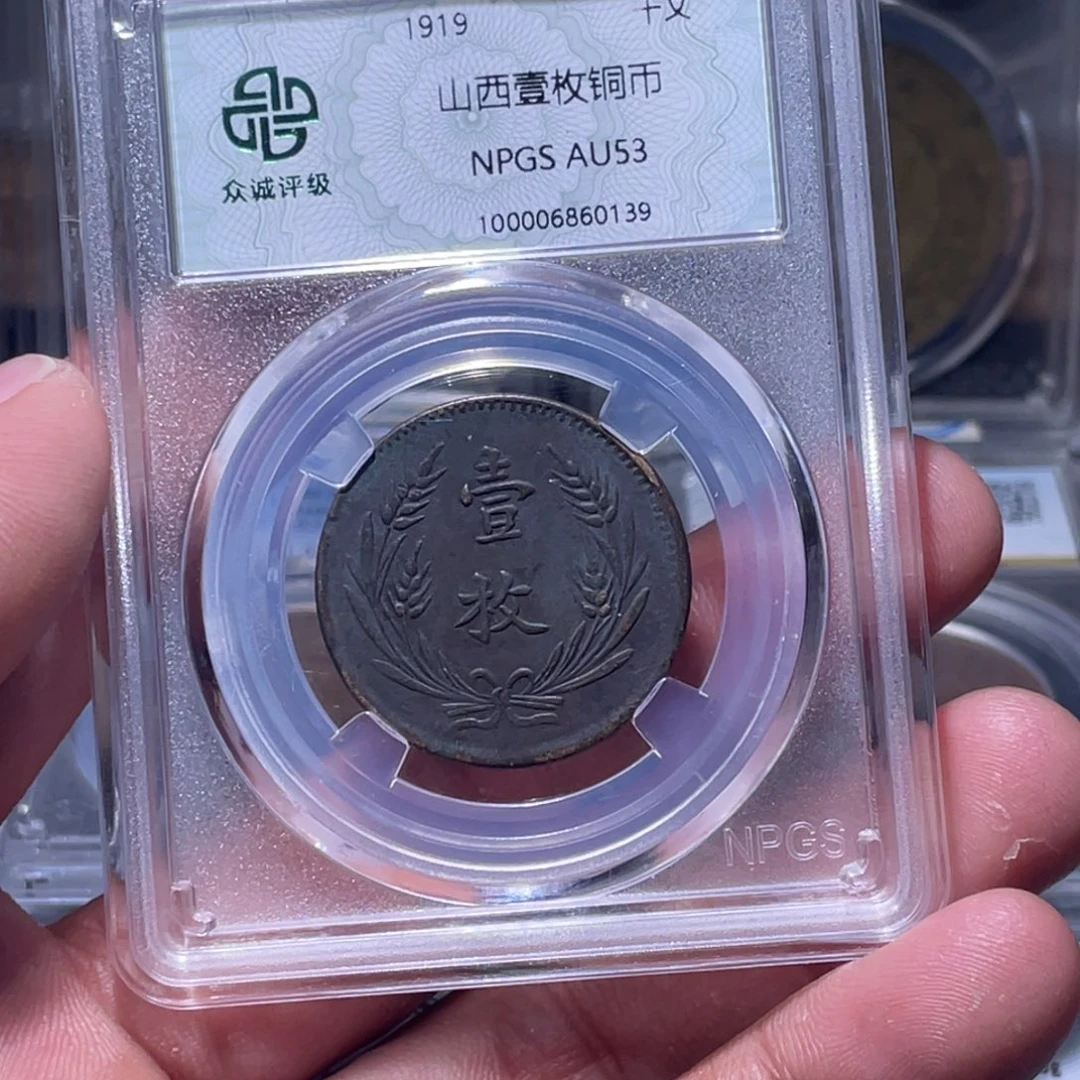 1919
十文
山西壹枚铜币
NPGS AU53
众诚评级
100006860139
壹
枚
NPGS